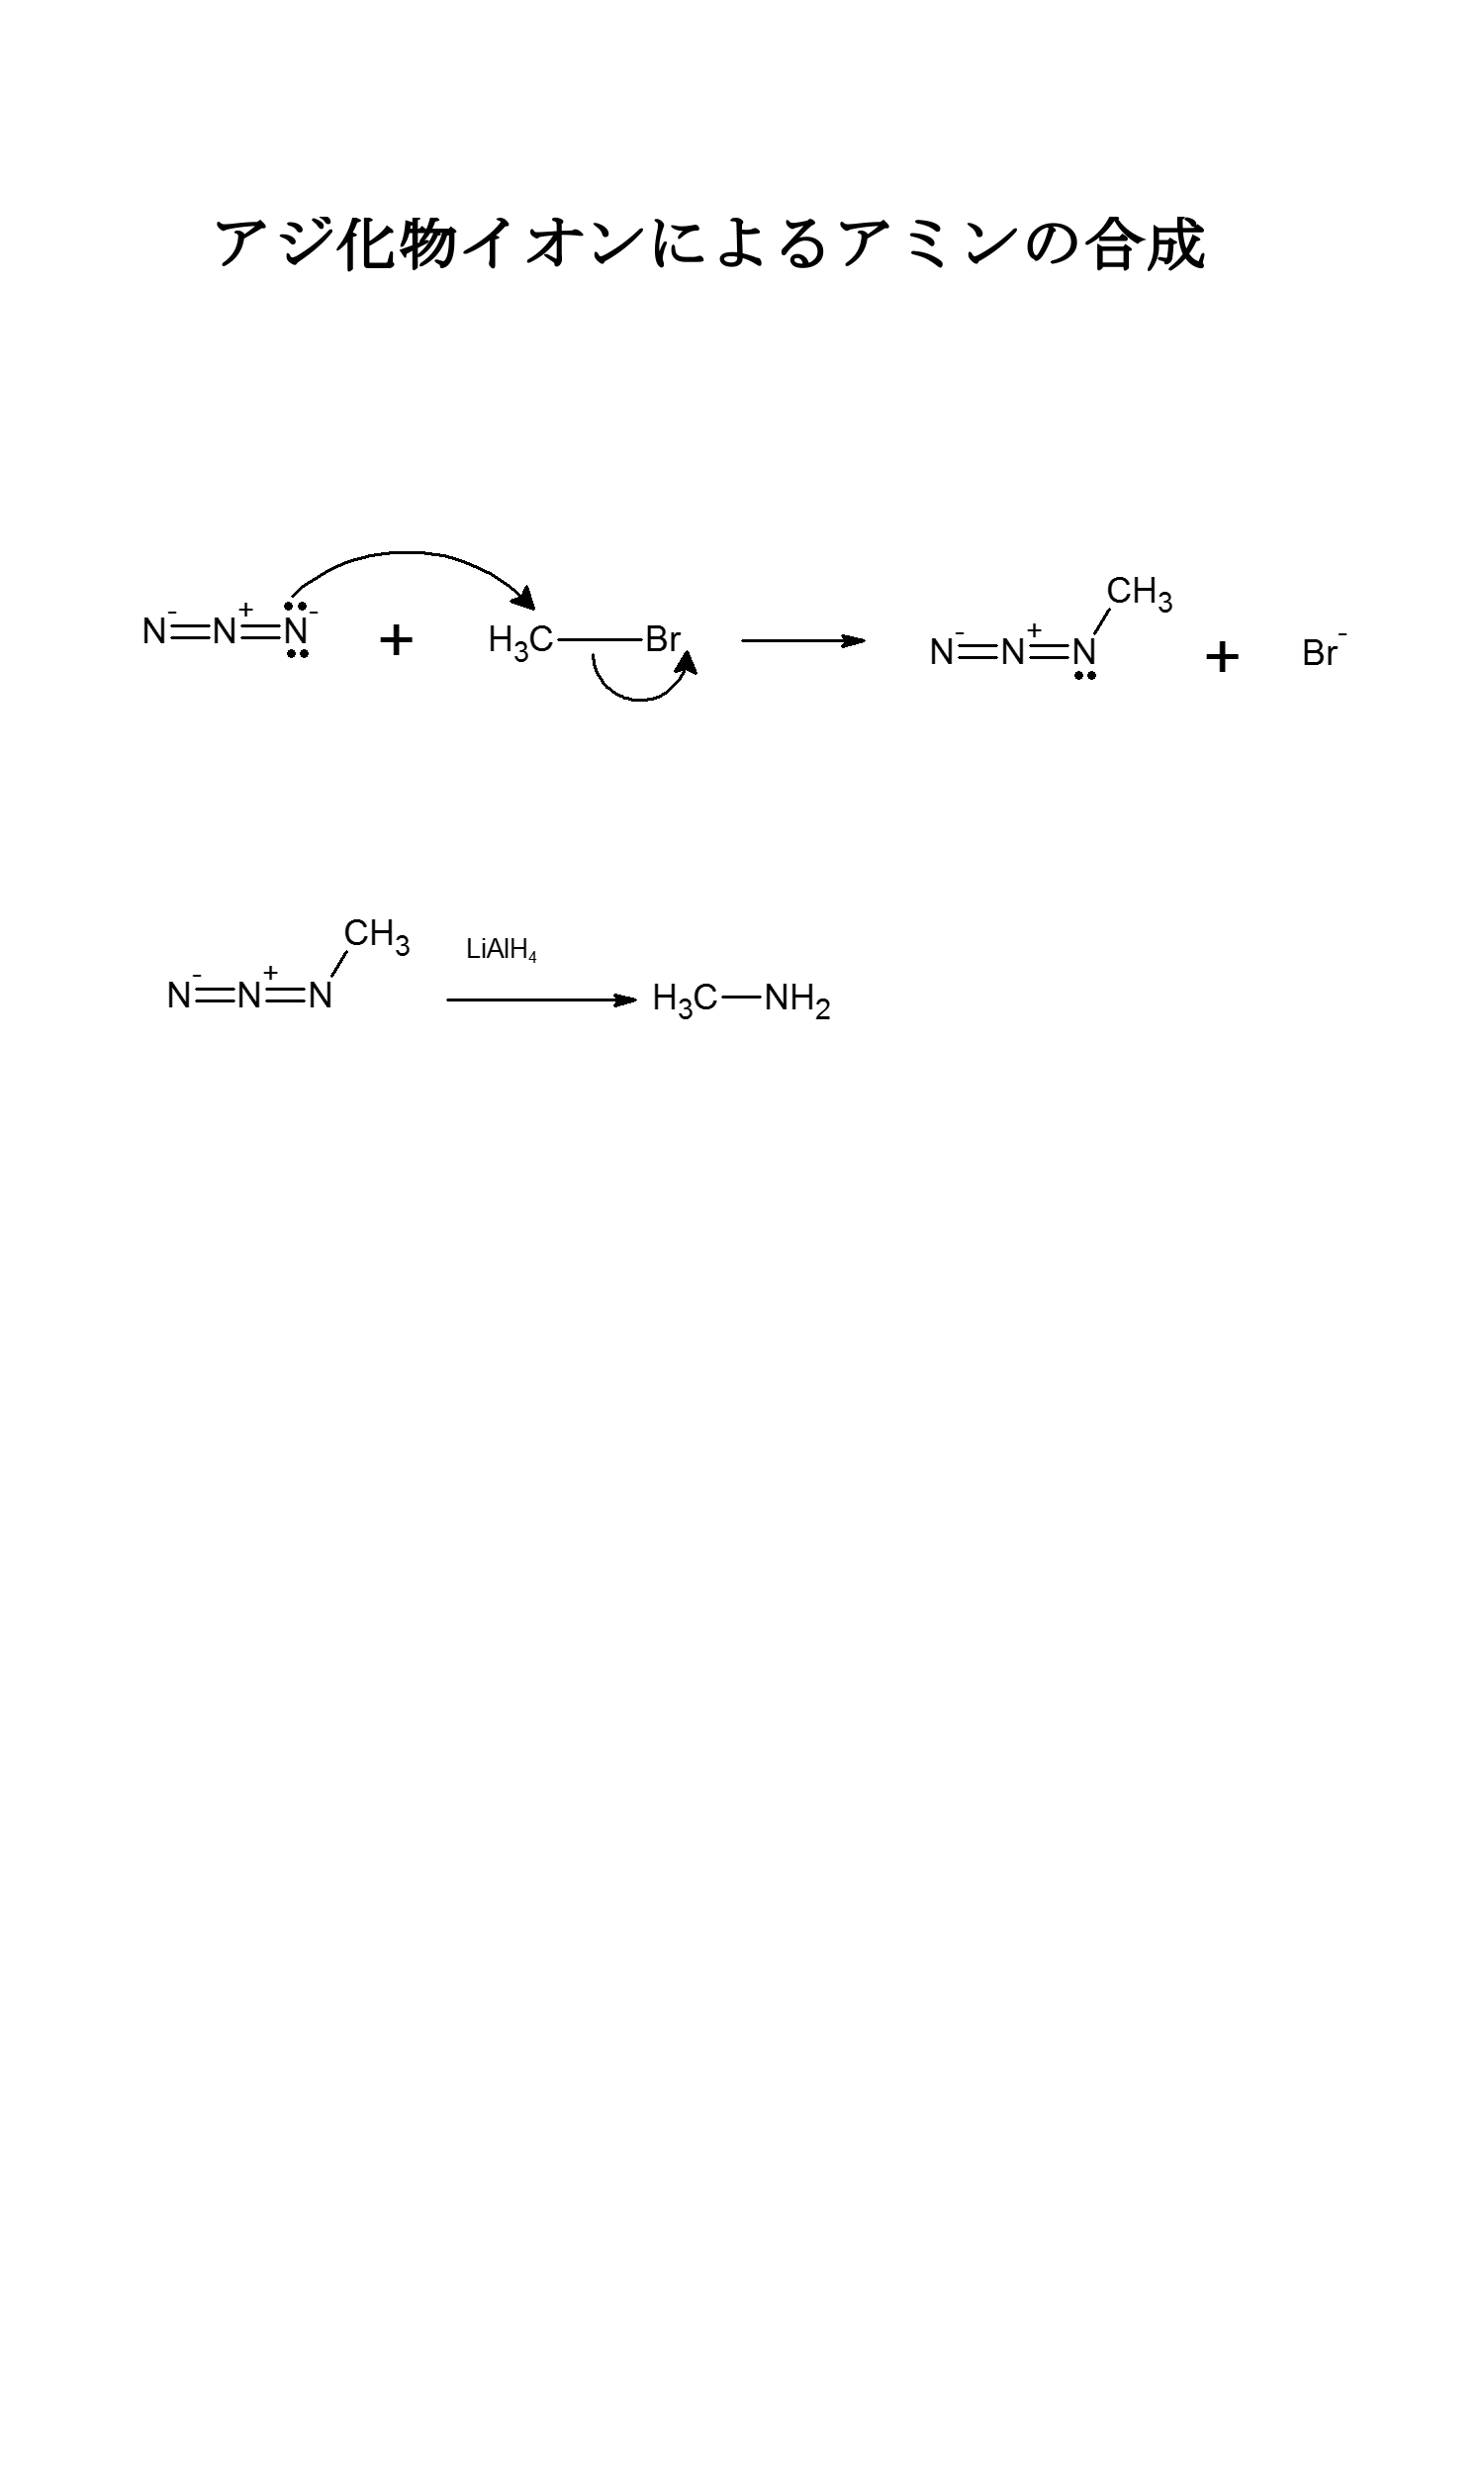 アジ化物イオンによるアミンの合成
N⁻=N⁺=N⁻ + H₃C—Br → N⁻=N⁺=N CH₃ + Br⁻
N⁻=N⁺=N CH₃ LiAlH₄ → H₃C—NH₂